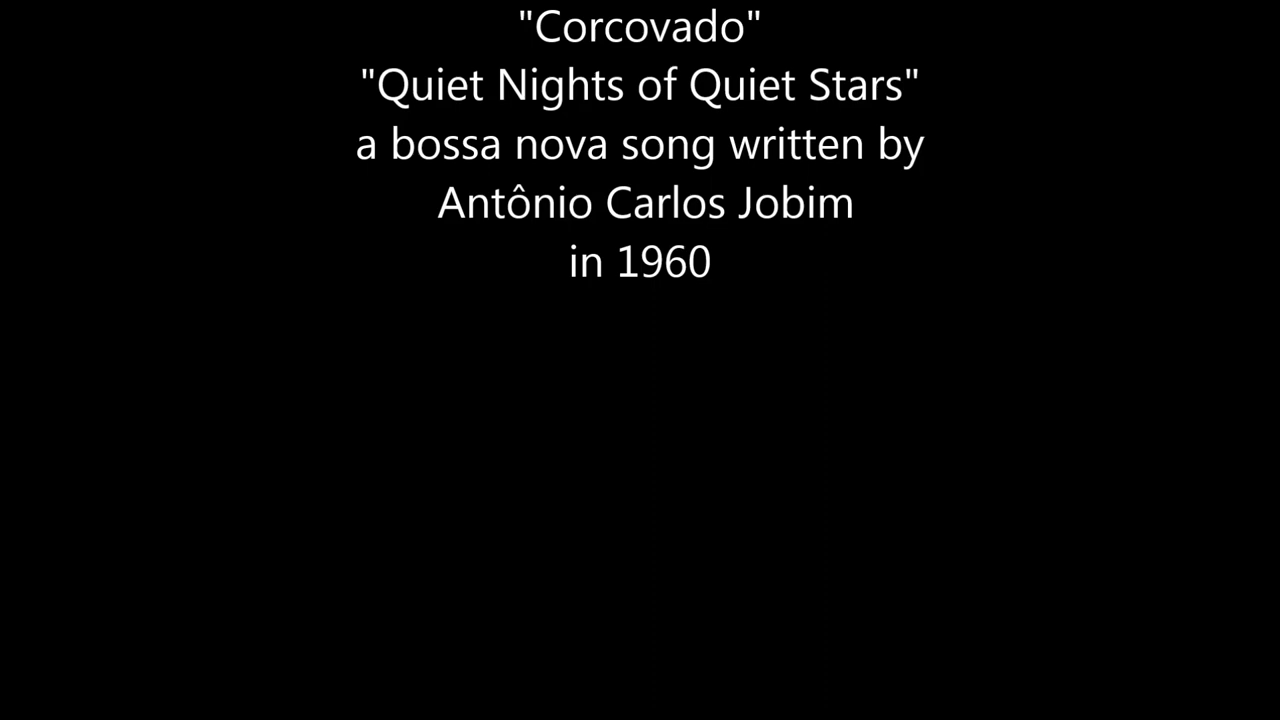 "Corcovado"
"Quiet Nights of Quiet Stars"
a bossa nova song written by
Antônio Carlos Jobim
in 1960